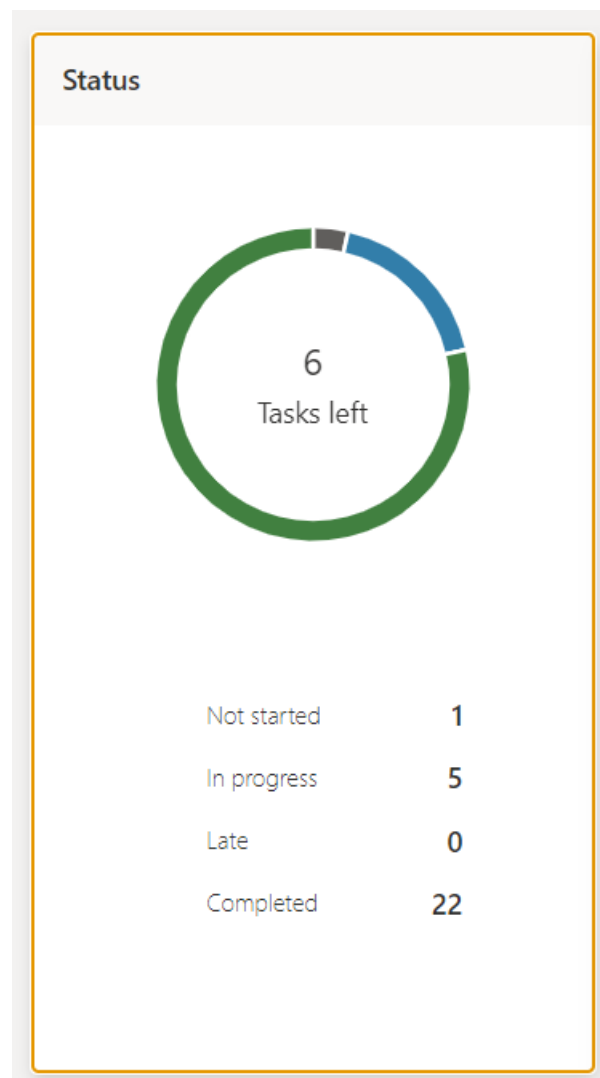 Status
6
Tasks left
Not started 1
In progress 5
Late 0
Completed 22